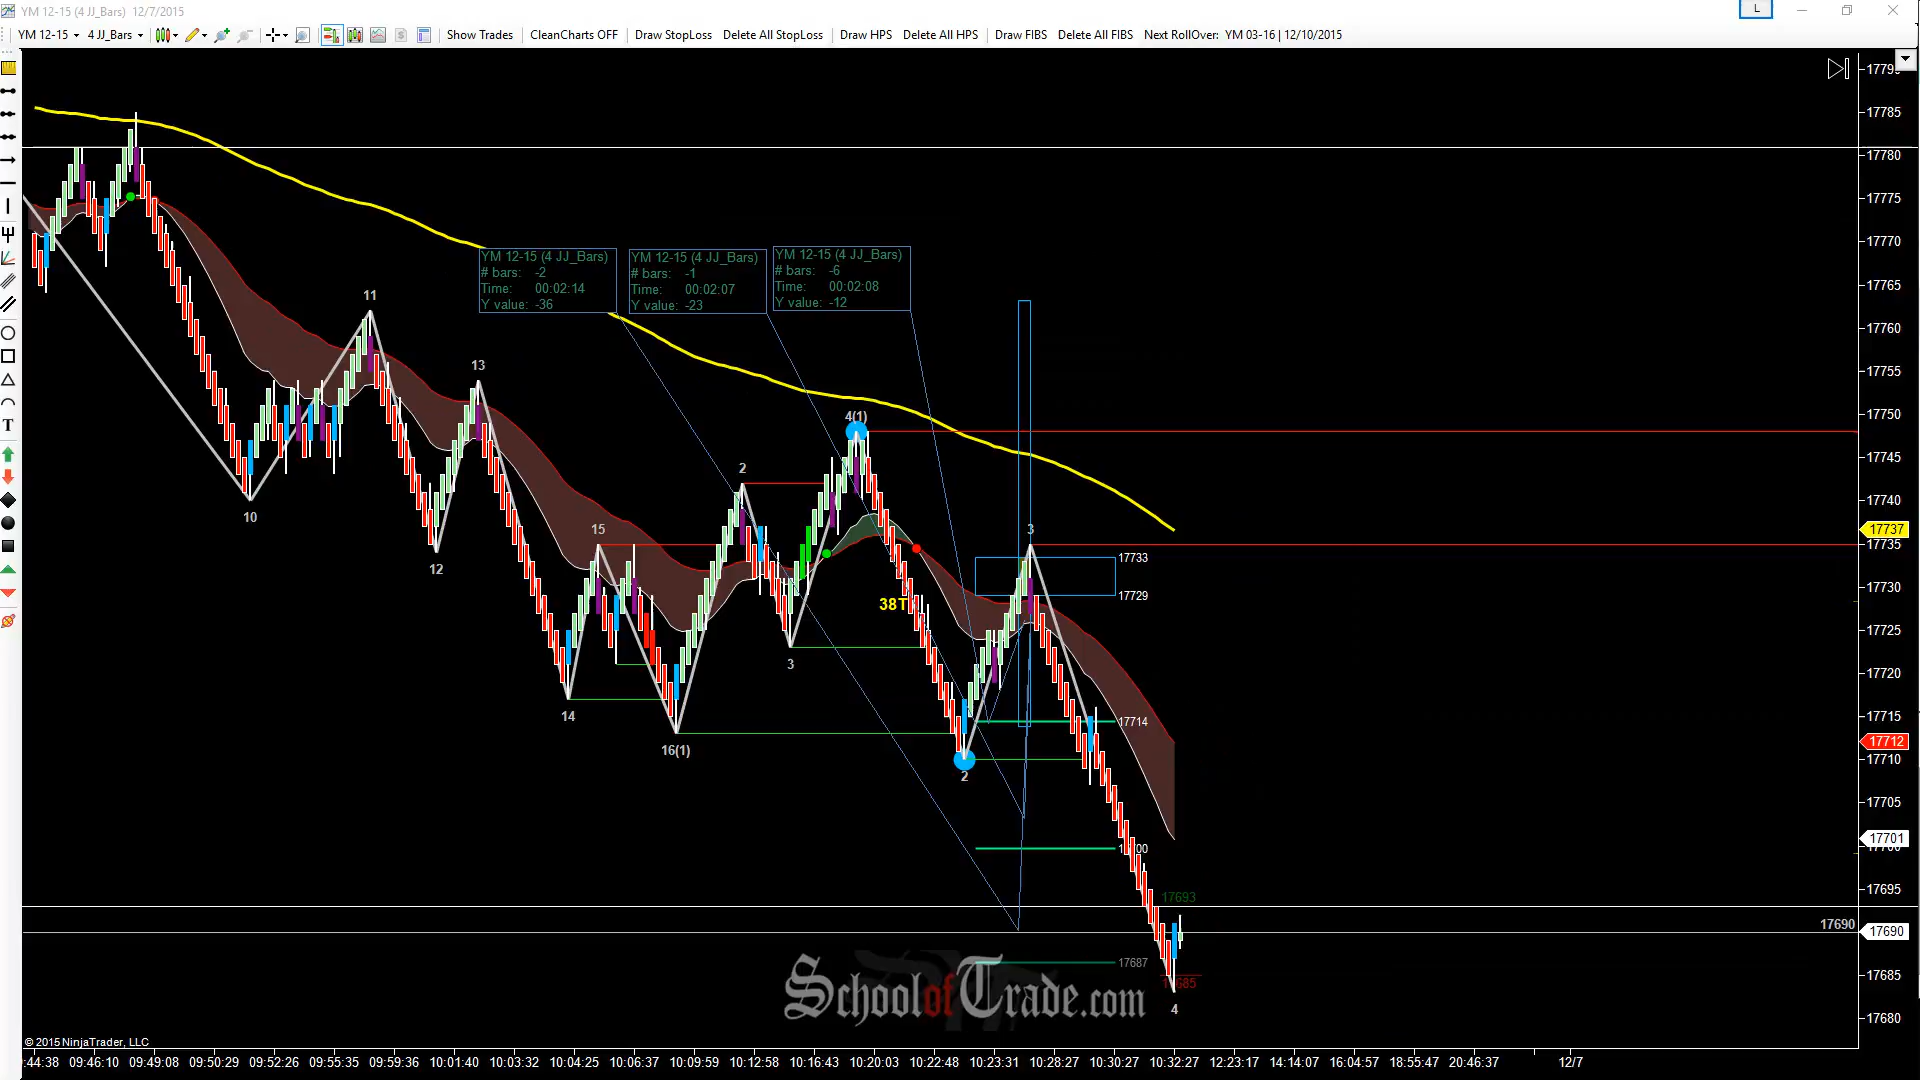 YM 12-15 (4 JJ_Bars) 12/7/2015
L
YM 12-15 4 JJ_Bars Show Trades CleanCharts OFF Draw StopLoss Delete All StopLoss Draw HPS Delete All HPS Draw FIBS Delete All FIBS Next RollOver: YM 03-16 | 12/10/2015
T
17785
17780
17775
17770
17765
17760
17755
17750
17745
17740
17737
17735
17730
17725
17720
17715
17712
17710
17705
17701
17695
17690
17690
17685
17680
YM 12-15 (4 JJ_Bars)
# bars: -2
Time: 00:02:14
Y value: -36
YM 12-15 (4 JJ_Bars)
# bars: -1
Time: 00:02:07
Y value: -23
YM 12-15 (4 JJ_Bars)
# bars: -6
Time: 00:02:08
Y value: -12
11
13
10
12
15
14
16(1)
2
3
4(1)
38T
2
3
17733
17729
17714
17693
17687
4
SchoolofTrade.com
© 2015 NinjaTrader, LLC
:44:38 09:46:10 09:49:08 09:50:29 09:52:26 09:55:35 09:59:36 10:01:40 10:03:32 10:04:25 10:06:37 10:09:59 10:12:58 10:16:43 10:20:03 10:22:48 10:23:31 10:28:27 10:30:27 10:32:27 12:23:17 14:14:07 16:04:57 18:55:47 20:46:37 12/7